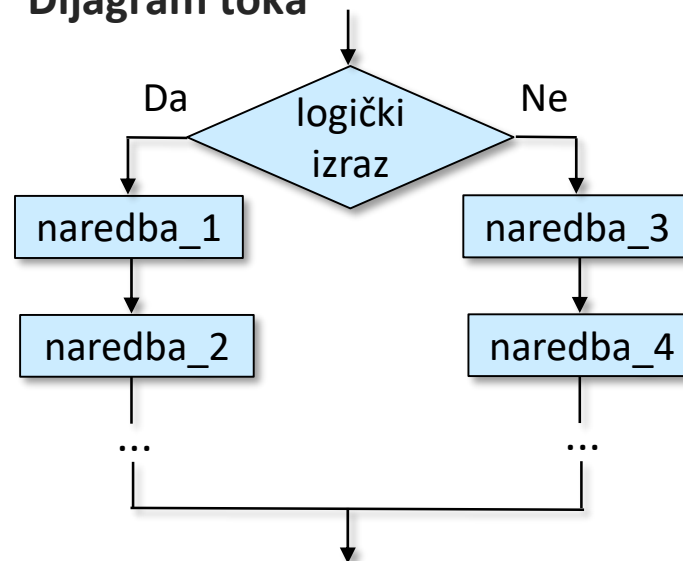 Dijagram toka
Da
logički
izraz
Ne
naredba_1
naredba_3
naredba_2
naredba_4
...
...